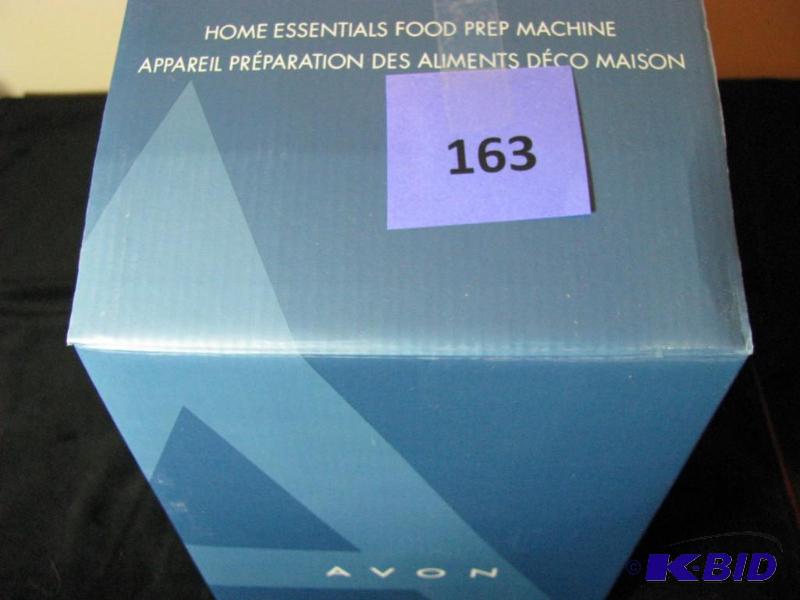 HOME ESSENTIALS FOOD PREP MACHINE
APPAREIL PRÉPARATION DES ALIMENTS DÉCO MAISON
163
AVON
© K-BID